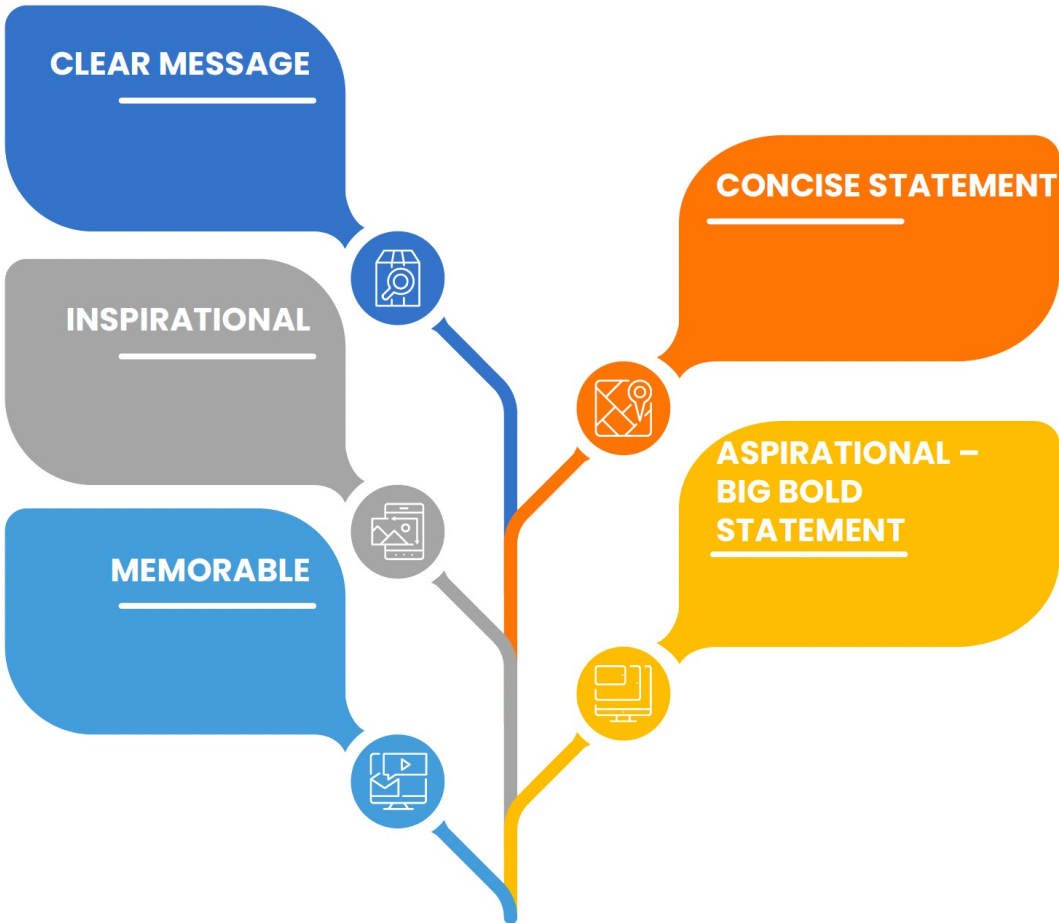 CLEAR MESSAGE
CONCISE STATEMENT
INSPIRATIONAL
ASPIRATIONAL –
BIG BOLD
STATEMENT
MEMORABLE